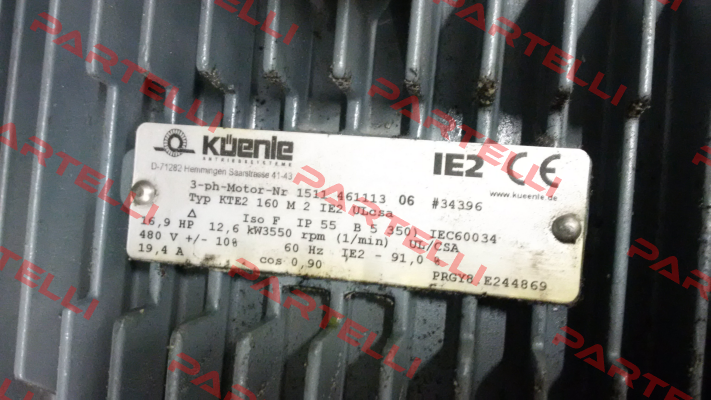 KÜENLE
ANTRIEBSSYSTEME
IE2 CE
D-71282 Hemmingen Saarstrasse 41-43
www.kueenle.de
3-ph-Motor-Nr 1511 461113 06 #34396
Typ KTE2 160 M 2 IE2 ULcsa
Δ Iso F IP 55 B 5 350) IEC60034
16,9 HP 12,6 kW3550 rpm (1/min) UL/CSA
480 V +/- 10% 60 Hz IE2 - 91,0 %
19,4 A cos 0,90
PRGY8 E244869
PARTELLI
PARTELLI
PARTELLI
PARTELLI
PARTELLI
PARTELLI
PARTELLI